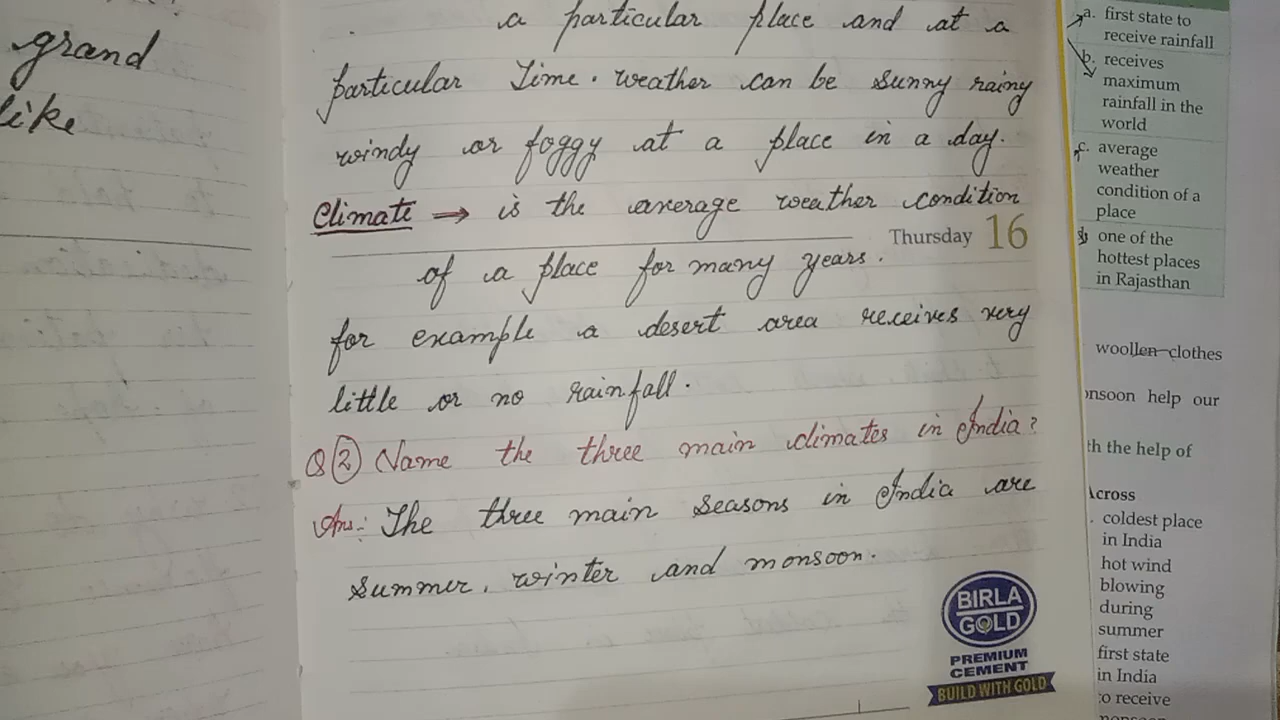 grand
like
a particular place and at a
particular Time. weather can be sunny rainy
windy or foggy at a place in a day.
Climate → is the average weather condition
Thursday 16
of a place for many years.
for example a desert area receives very
little or no rainfall.
Q(2) Name the three main climates in India?
Ans:- The three main seasons in India are
summer, winter and monsoon.
BIRLA
GOLD
PREMIUM
CEMENT
BUILD WITH GOLD
a. first state to
receive rainfall
b. receives
maximum
rainfall in the
world
c. average
weather
condition of a
place
one of the
hottest places
in Rajasthan
woollen clothes
onsoon help our
th the help of
Across
coldest place
in India
hot wind
blowing
during
summer
first state
in India
to receive
monsoon